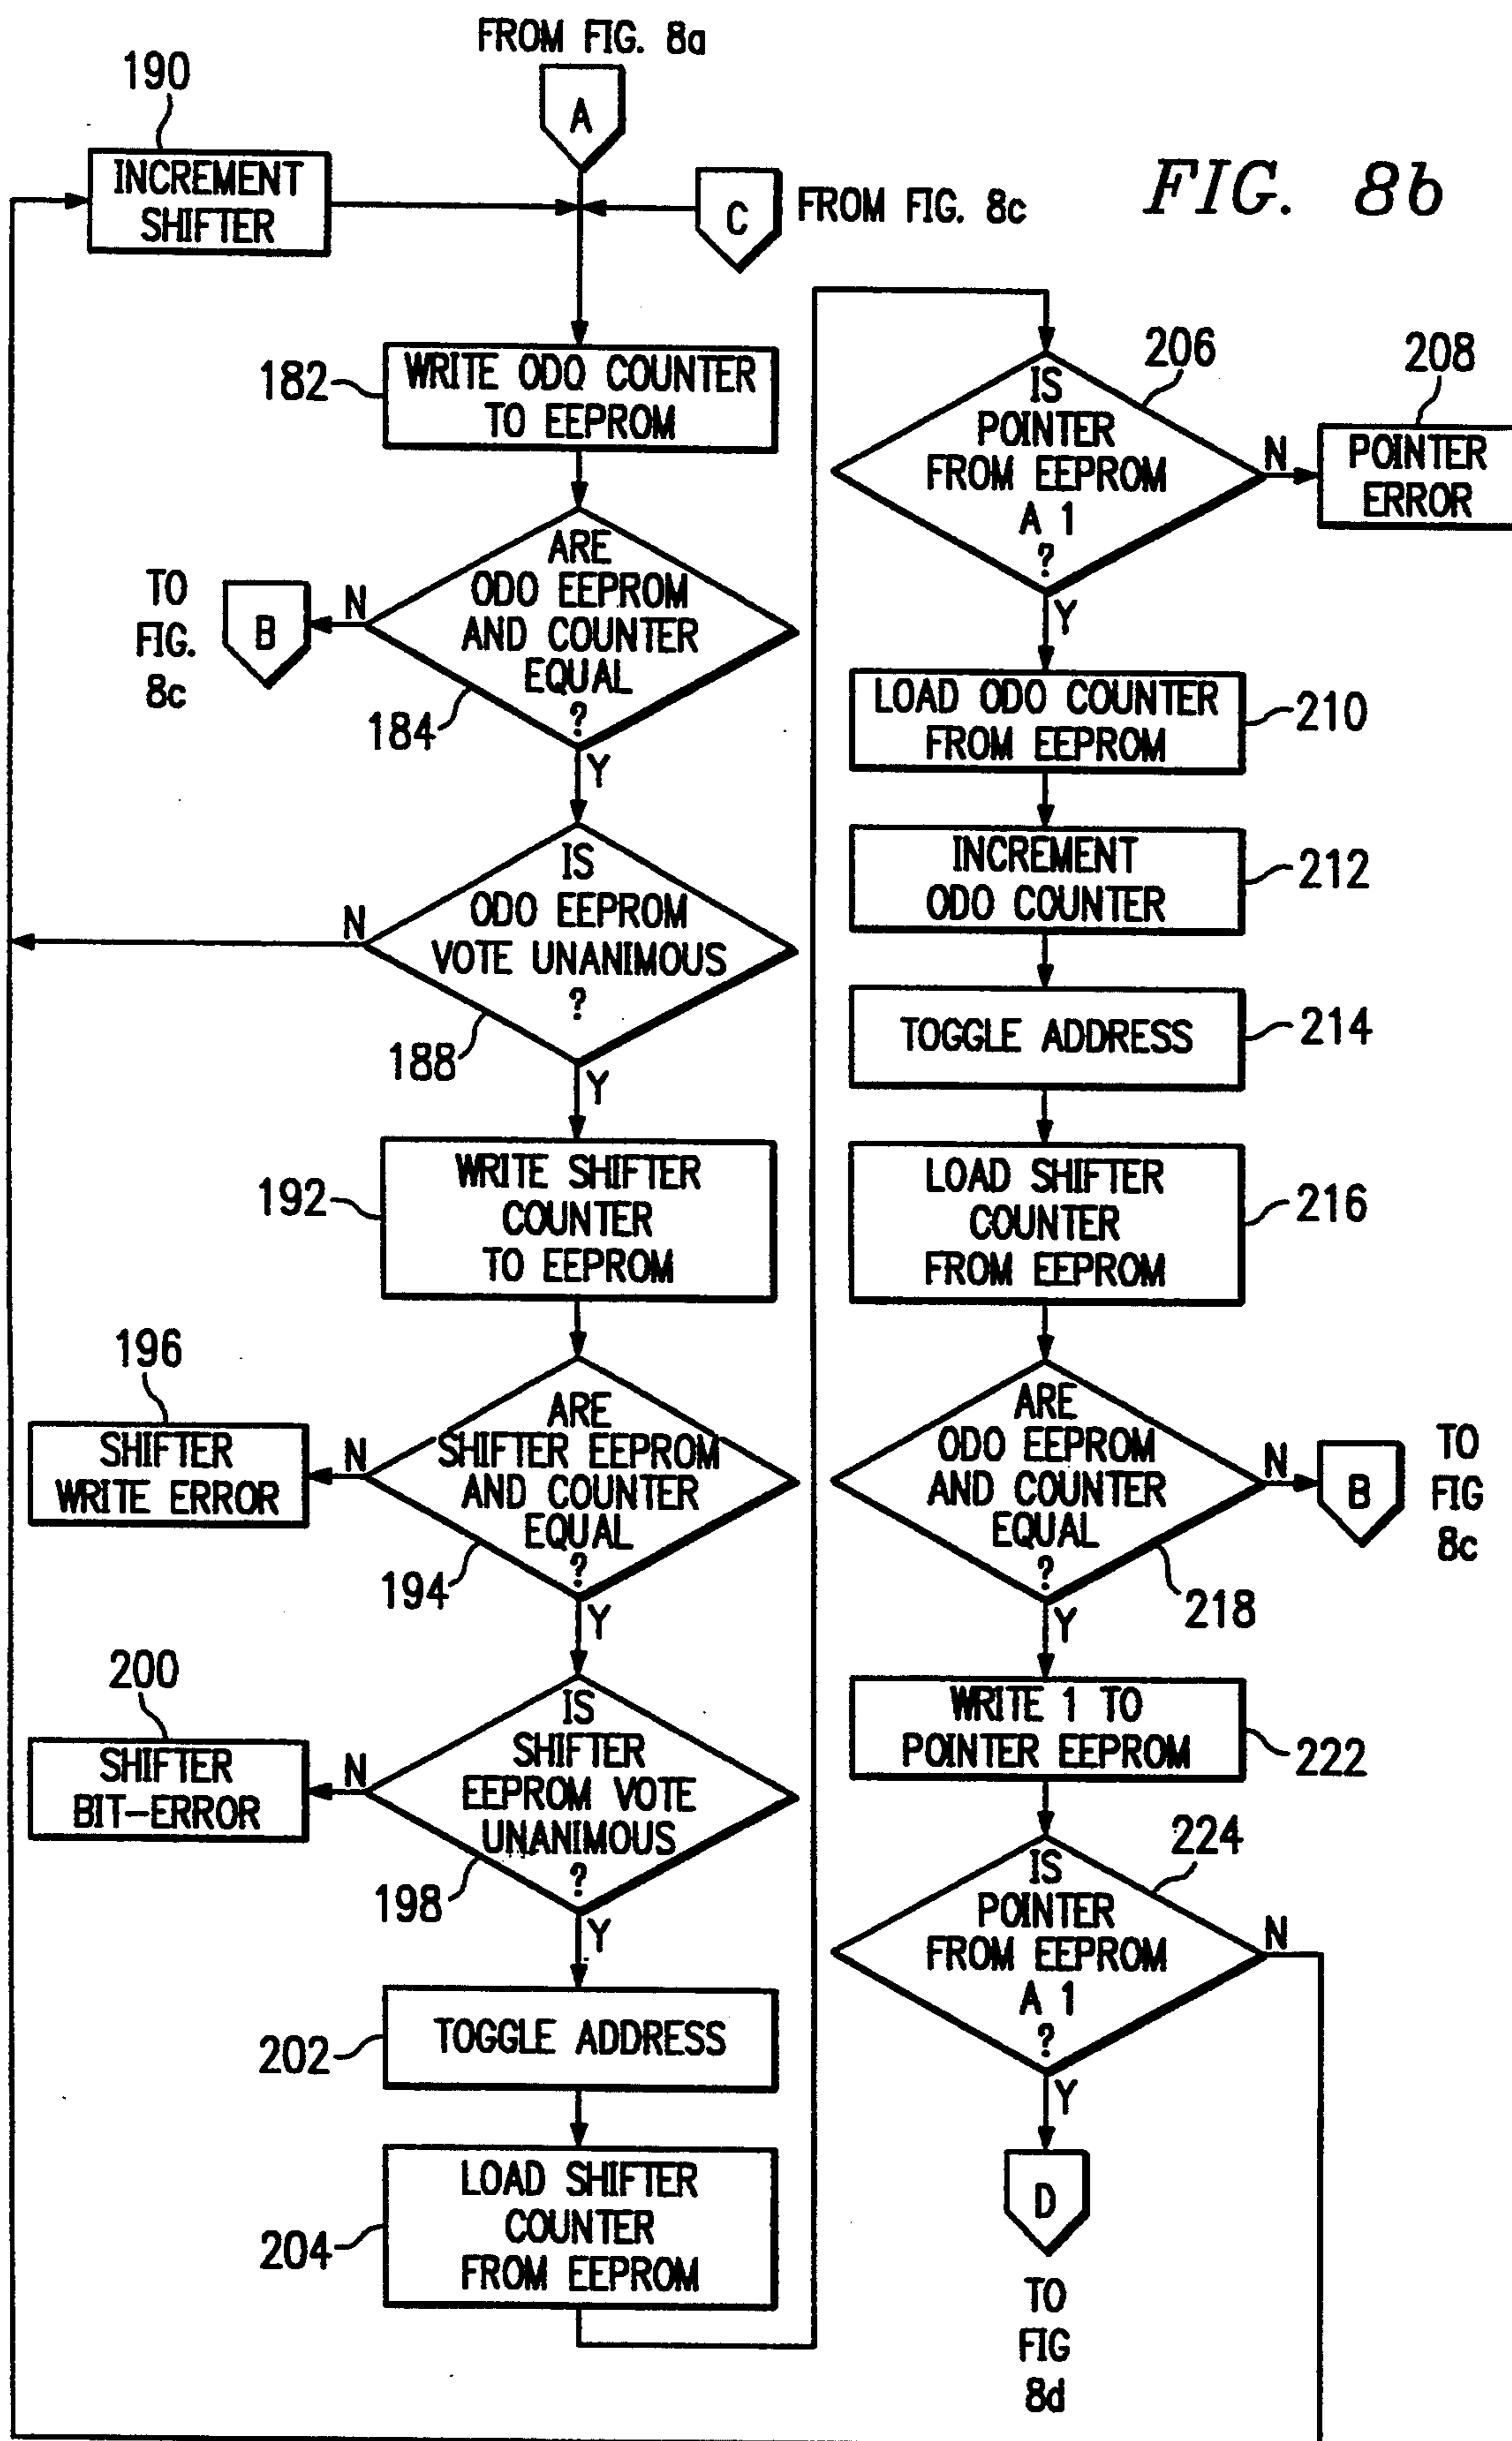 FROM FIG. 8a
A
190
INCREMENT
SHIFTER
C
FROM FIG. 8c
FIG. 8b
182
WRITE ODO COUNTER
TO EEPROM
ARE
ODO EEPROM
AND COUNTER
EQUAL
?
184
N
B
TO
FIG.
8c
Y
IS
ODO EEPROM
VOTE UNANIMOUS
?
188
N
Y
192
WRITE SHIFTER
COUNTER
TO EEPROM
ARE
SHIFTER EEPROM
AND COUNTER
EQUAL
?
194
N
196
SHIFTER
WRITE ERROR
Y
IS
SHIFTER
EEPROM VOTE
UNANIMOUS
?
198
N
200
SHIFTER
BIT-ERROR
Y
202
TOGGLE ADDRESS
204
LOAD SHIFTER
COUNTER
FROM EEPROM
206
IS
POINTER
FROM EEPROM
A 1
?
N
208
POINTER
ERROR
Y
LOAD ODO COUNTER
FROM EEPROM
210
INCREMENT
ODO COUNTER
212
TOGGLE ADDRESS
214
LOAD SHIFTER
COUNTER
FROM EEPROM
216
ARE
ODO EEPROM
AND COUNTER
EQUAL
?
218
N
B
TO
FIG
8c
Y
WRITE 1 TO
POINTER EEPROM
222
224
IS
POINTER
FROM EEPROM
A 1
?
N
Y
D
TO
FIG
8d